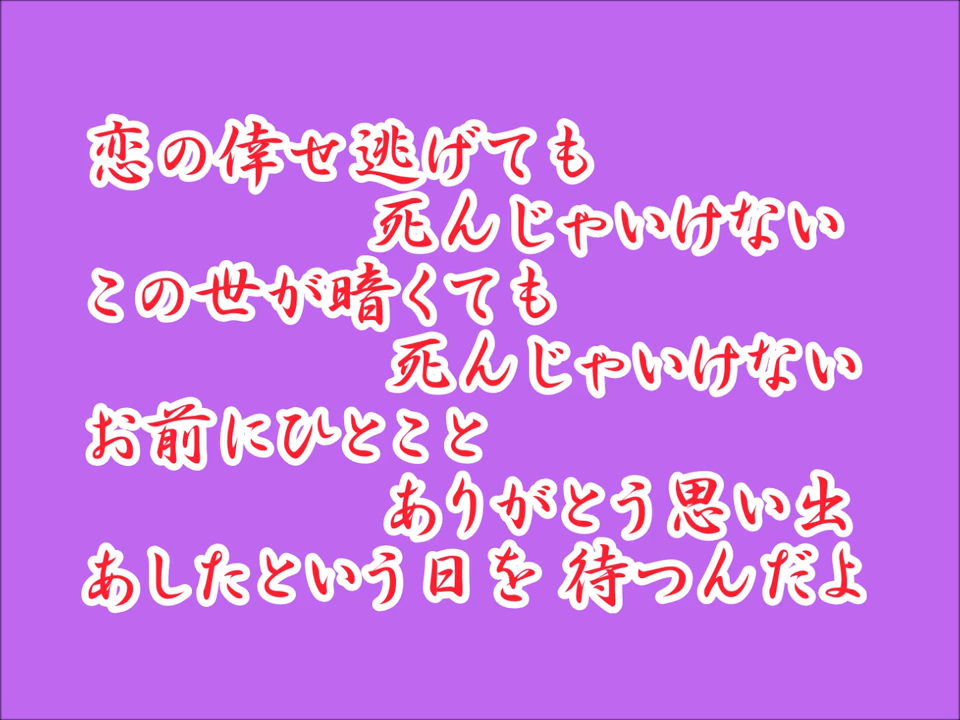 恋の倖せ逃げても
死んじゃいけない
この世が暗くても
死んじゃいけない
お前にひとこと
ありがとう思い出
あしたという日を 待つんだよ